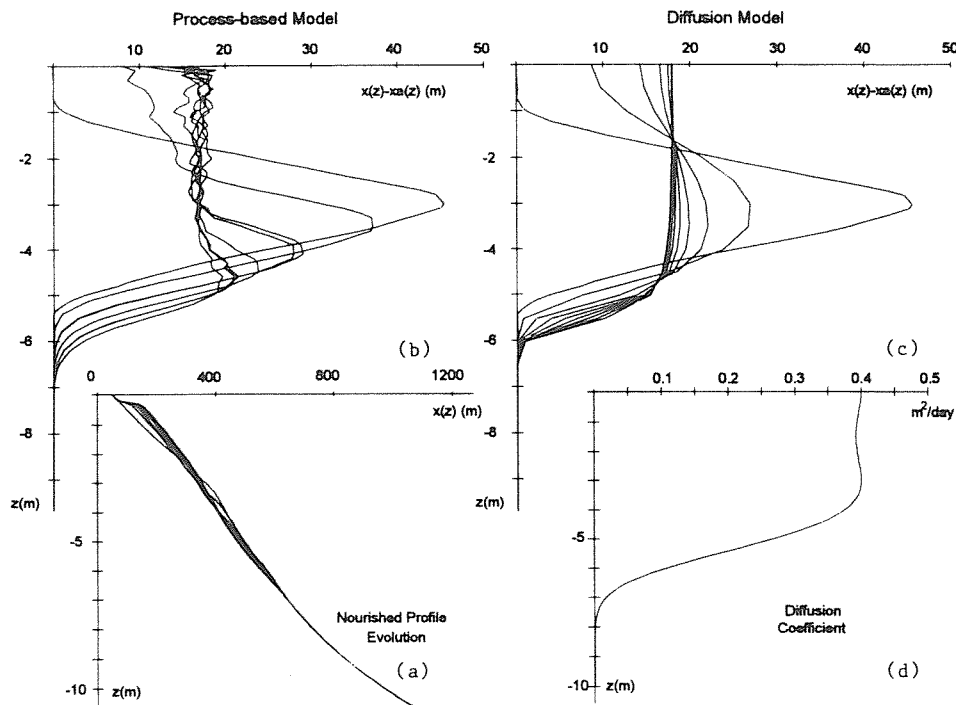 Process-based Model
Diffusion Model
10 20 30 40 50
10 20 30 40 50
x(z)-xa(z) (m)
x(z)-xa(z) (m)
-2
-2
-4
-4
-6
-6
(b)
(c)
0 400 800 1200
x(z) (m)
0.1 0.2 0.3 0.4 0.5
m²/day
-8
-8
z(m)
z(m)
-5
-5
Nourished Profile
Evolution
Diffusion
Coefficient
(a)
(d)
-10
z(m)
-10
z(m)